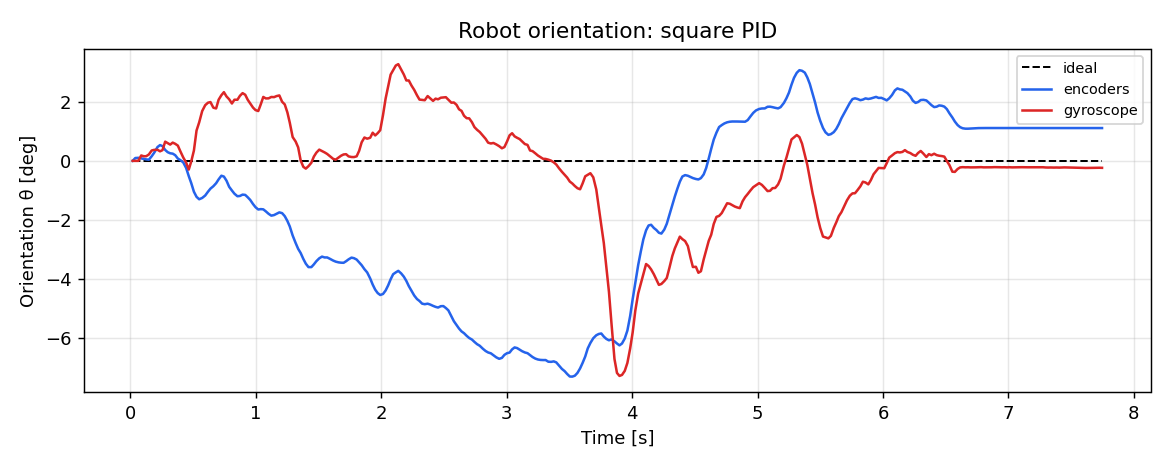 Robot orientation: square PID
Orientation θ [deg]
2
0
−2
−4
−6
ideal
encoders
gyroscope
0 1 2 3 4 5 6 7 8
Time [s]